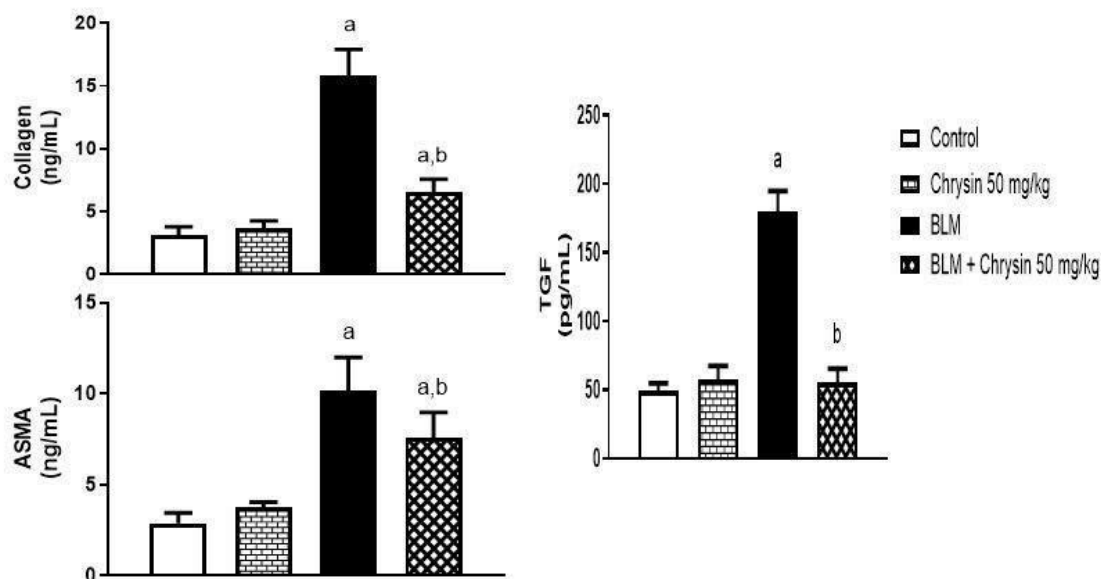 20
15
10
5
0
Collagen
(ng/mL)
a
a,b
15
10
5
0
ASMA
(ng/mL)
a
a,b
250
200
150
100
50
0
TGF
(pg/mL)
a
b
Control
Chrysin 50 mg/kg
BLM
BLM + Chrysin 50 mg/kg